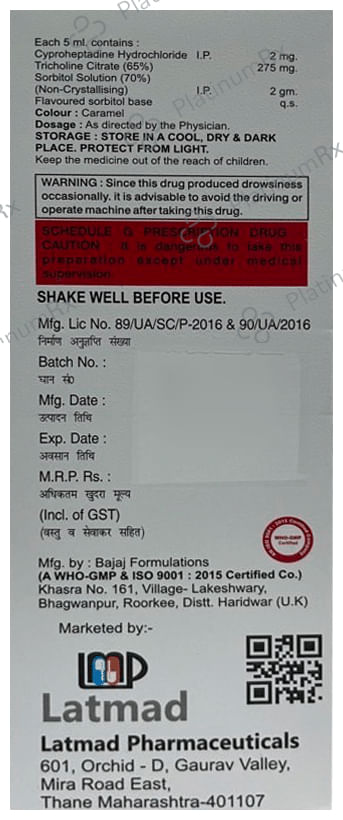 Each 5 ml. contains :
Cyproheptadine Hydrochloride I.P. 2 mg.
Tricholine Citrate (65%) 275 mg.
Sorbitol Solution (70%)
(Non-Crystallising) I.P. 2 gm.
Flavoured sorbitol base q.s.
Colour : Caramel
Dosage : As directed by the Physician.
STORAGE : STORE IN A COOL, DRY & DARK
PLACE. PROTECT FROM LIGHT.
Keep the medicine out of the reach of children.
WARNING : Since this drug produced drowsiness
occasionally. it is advisable to avoid the driving or
operate machine after taking this drug.
SCHEDULE G PRESCRIPTION DRUG
CAUTION : It is dangerous to take this
preparation except under medical
supervision.
SHAKE WELL BEFORE USE.
Mfg. Lic No. 89/UA/SC/P-2016 & 90/UA/2016
निर्माण अनुज्ञप्ति संख्या
Batch No. :
घान सं०
Mfg. Date :
उत्पादन तिथि
Exp. Date :
अवसान तिथि
M.R.P. Rs. :
अधिकतम खुदरा मूल्य
(Incl. of GST)
(वस्तु व सेवाकर सहित)
WHO-GMP
Certified
Mfg. by : Bajaj Formulations
(A WHO-GMP & ISO 9001 : 2015 Certified Co.)
Khasra No. 161, Village- Lakeshwary,
Bhagwanpur, Roorkee, Distt. Haridwar (U.K)
Marketed by:-
LMP
Latmad
Latmad Pharmaceuticals
601, Orchid - D, Gaurav Valley,
Mira Road East,
Thane Maharashtra-401107
PlatinumRx